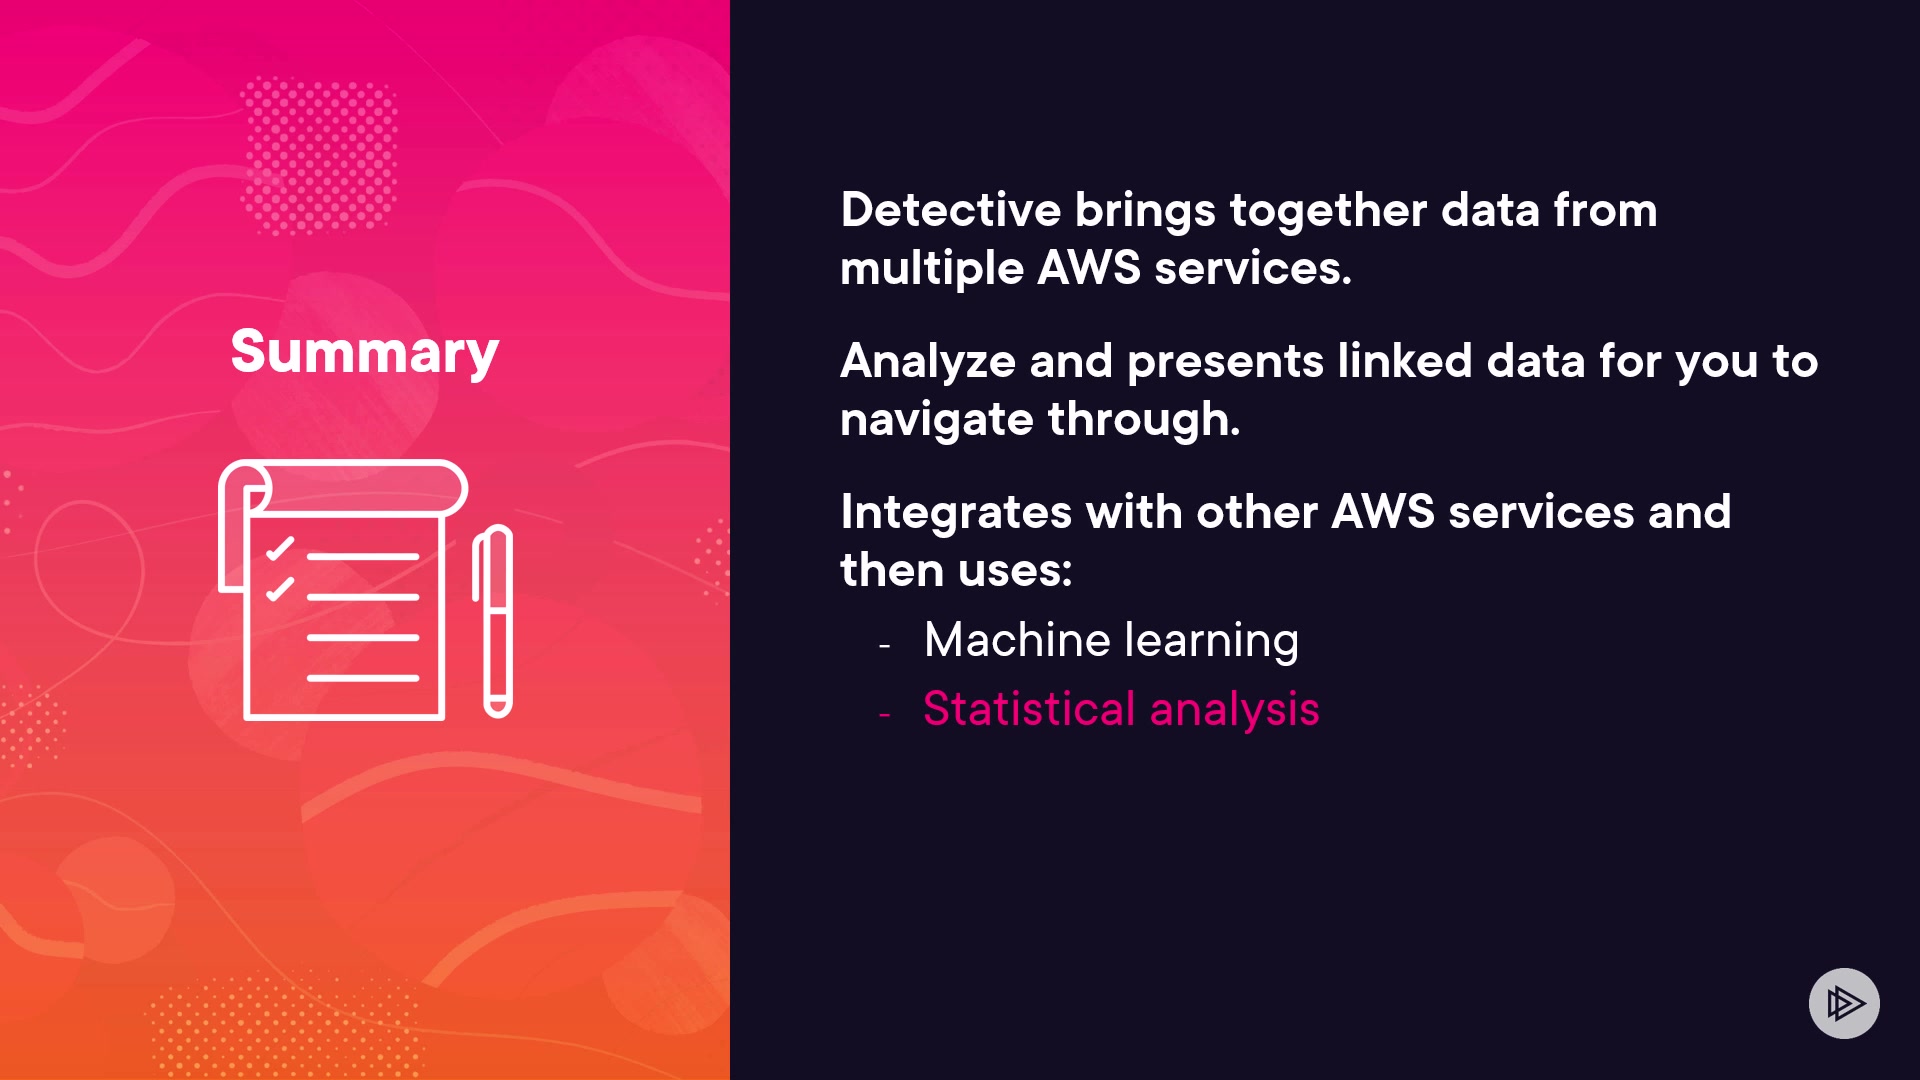 Summary
Detective brings together data from
multiple AWS services.
Analyze and presents linked data for you to
navigate through.
Integrates with other AWS services and
then uses:
- Machine learning
- Statistical analysis